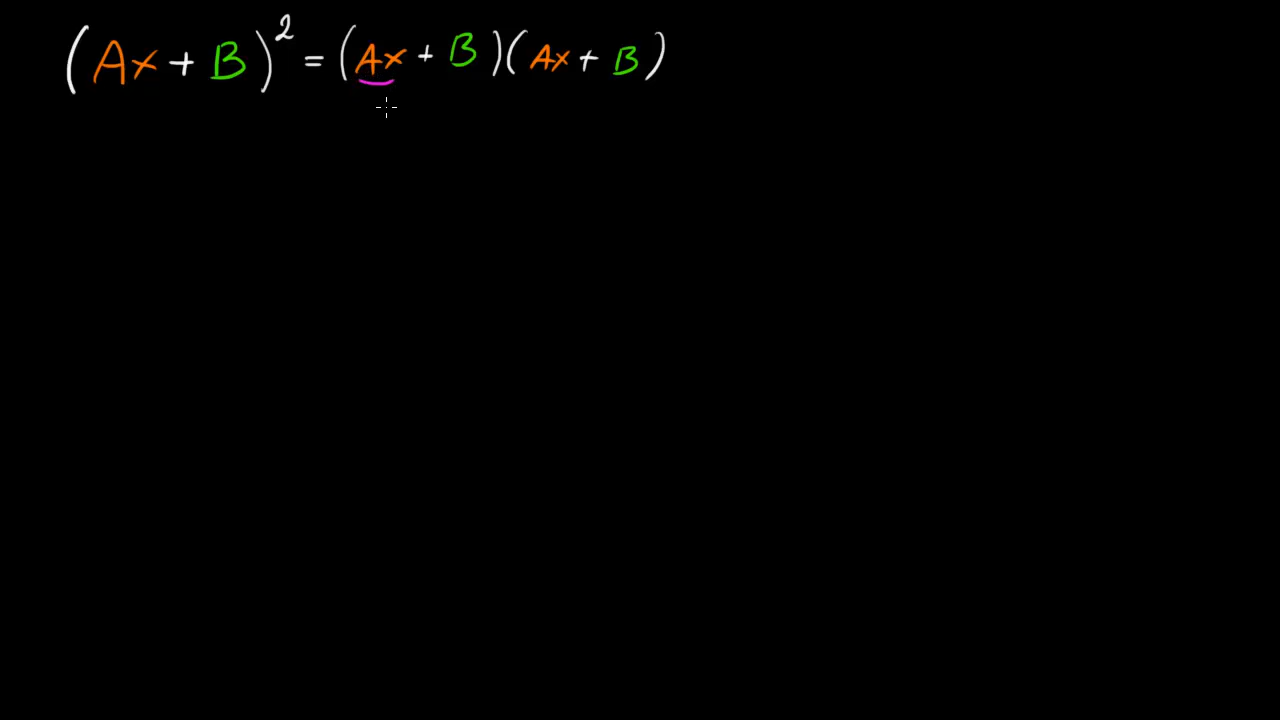 (Ax + B)² = (Ax + B)(Ax + B)